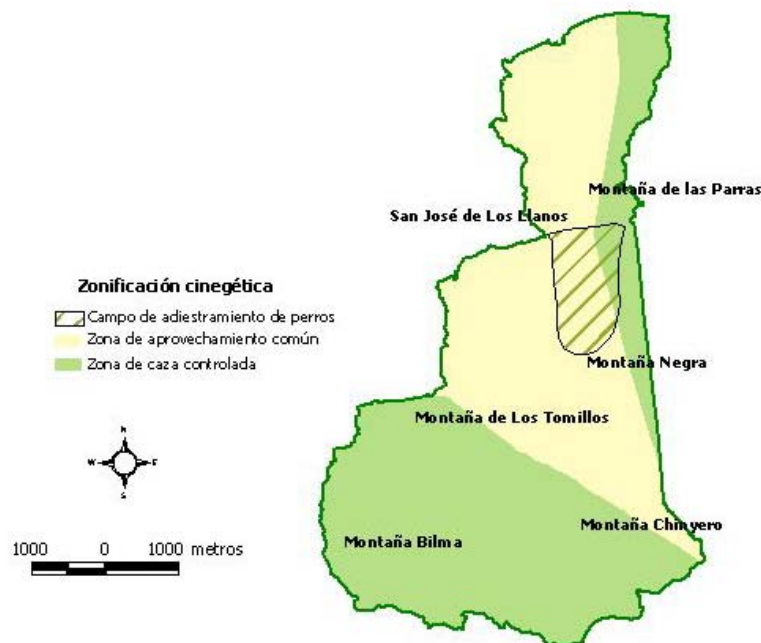 Montaña de las Parras
San José de Los Llanos
Zonificación cinegética
Campo de adiestramiento de perros
Zona de aprovechamiento común
Zona de caza controlada
Montaña Negra
Montaña de Los Tomillos
N
W E
S
Montaña Chinyero
Montaña Bilma
1000 0 1000 metros